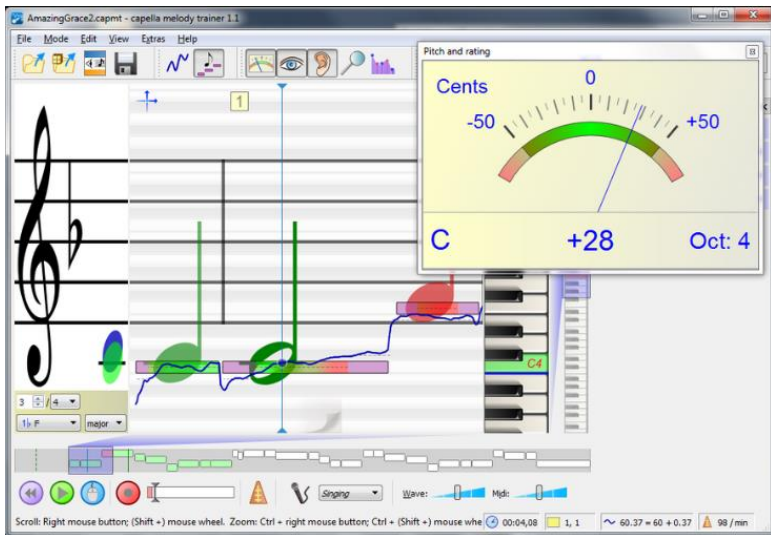 AmazingGrace2.capmt - capella melody trainer 1.1
File Mode Edit View Extras Help
Pitch and rating
Cents
0
-50
+50
C
+28
Oct: 4
1
C4
3 / 4
1♭ F
major
Singing
Wave:
Midi:
Scroll: Right mouse button; (Shift +) mouse wheel. Zoom: Ctrl + right mouse button; Ctrl + (Shift +) mouse whe
00:04,08
1, 1
60.37 = 60 + 0.37
98 / min